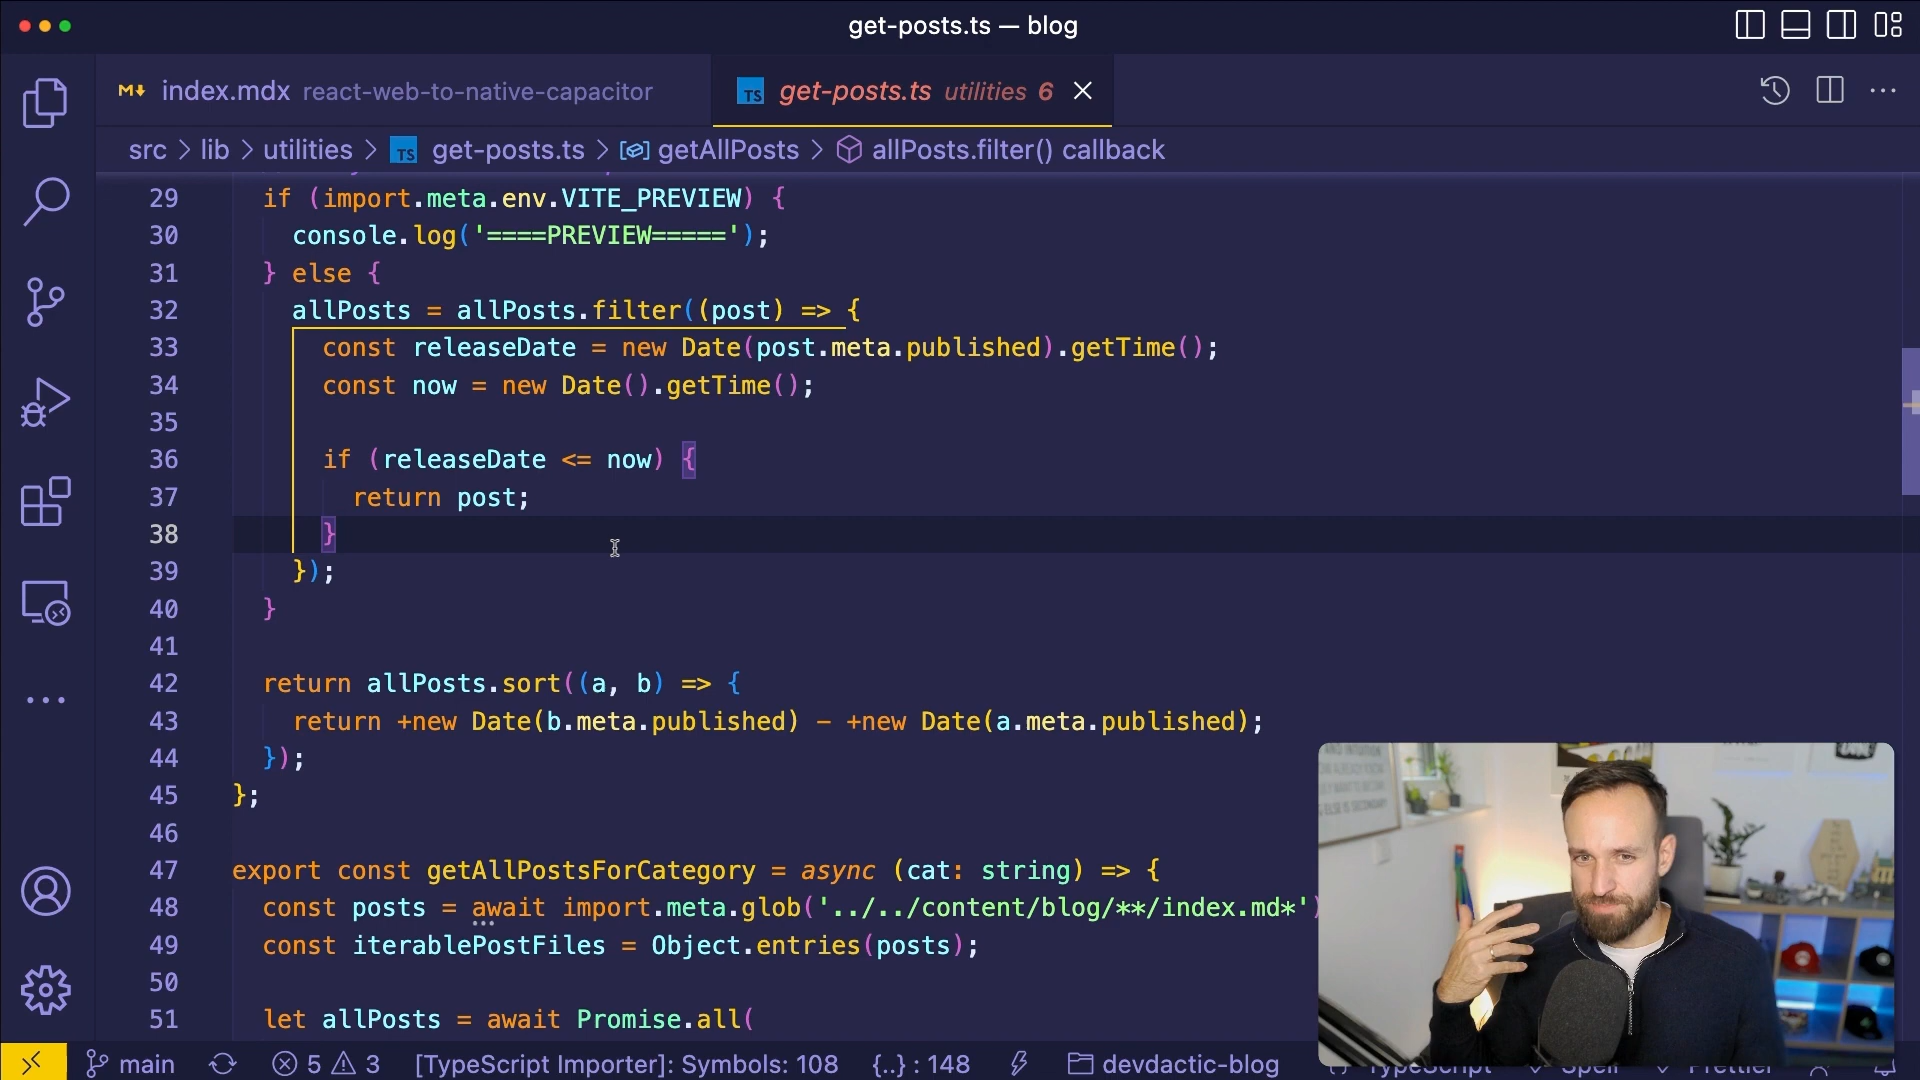 get-posts.ts — blog
index.mdx react-web-to-native-capacitor
TS get-posts.ts utilities 6
src > lib > utilities > TS get-posts.ts > getAllPosts > allPosts.filter() callback
29 if (import.meta.env.VITE_PREVIEW) {
30 console.log('====PREVIEW=====');
31 } else {
32 allPosts = allPosts.filter((post) => {
33 const releaseDate = new Date(post.meta.published).getTime();
34 const now = new Date().getTime();
35
36 if (releaseDate <= now) {
37 return post;
38 }
39 });
40 }
41
42 return allPosts.sort((a, b) => {
43 return +new Date(b.meta.published) - +new Date(a.meta.published);
44 });
45 };
46
47 export const getAllPostsForCategory = async (cat: string) => {
48 const posts = await import.meta.glob('../../content/blog/**/index.md*')
49 const iterablePostFiles = Object.entries(posts);
50
51 let allPosts = await Promise.all(
main 5 3 [TypeScript Importer]: Symbols: 108 {..} : 148 devdactic-blog TypeScript Spell Prettier